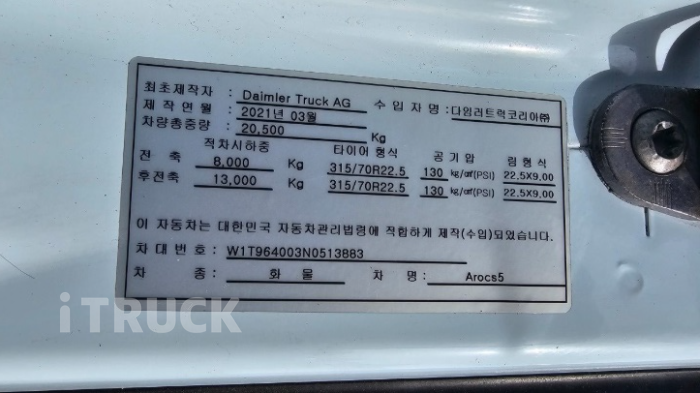 최초제작자 : Daimler Truck AG 수 입 자 명 : 다임러트럭코리아㈜
제 작 연 월 : 2021년 03월
차량총중량 : 20,500 Kg
적차시하중 타이어 형식 공 기 압 림 형 식
전 축 8,000 Kg 315/70R22.5 130 kg/㎠(PSI) 22.5X9.00
후전축 13,000 Kg 315/70R22.5 130 kg/㎠(PSI) 22.5X9.00
이 자동차는 대한민국 자동차관리법령에 적합하게 제작(수입)되었습니다.
차 대 번 호 : W1T964003N0513883
차 종 : 화 물 차 명 : Arocs5
iTRUCK